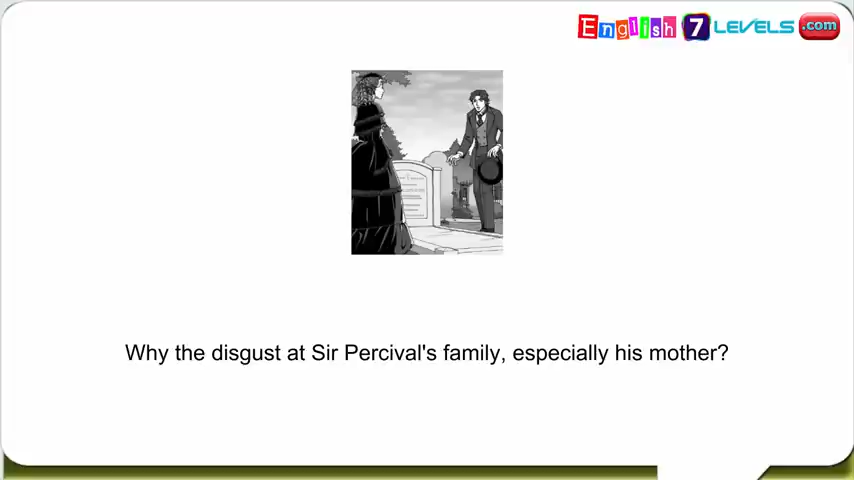 English 7 LEVELS .com
Why the disgust at Sir Percival's family, especially his mother?